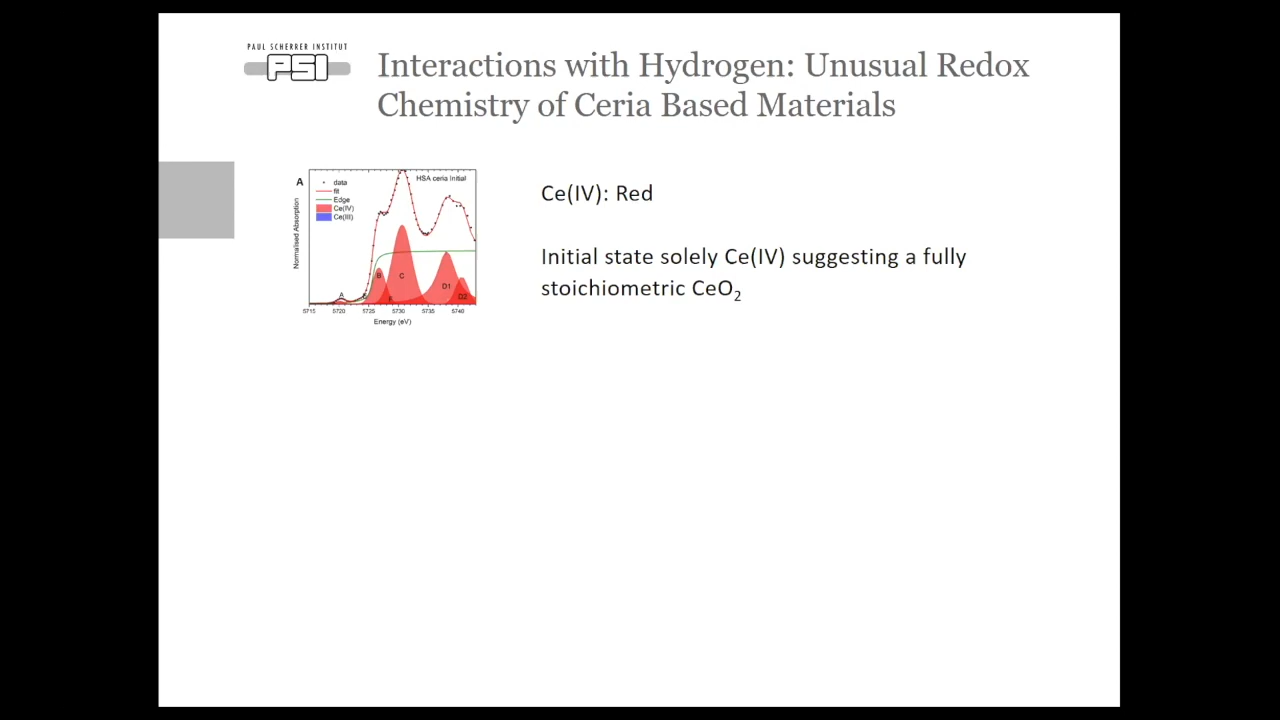 PAUL SCHERRER INSTITUT
PSI
Interactions with Hydrogen: Unusual Redox
Chemistry of Ceria Based Materials
A
HSA ceria Initial
data
fit
Edge
Ce(IV)
Ce(III)
Normalised Absorption
A
B
C
D1
D2
E
5715 5720 5725 5730 5735 5740
Energy (eV)
Ce(IV): Red
Initial state solely Ce(IV) suggesting a fully
stoichiometric CeO₂